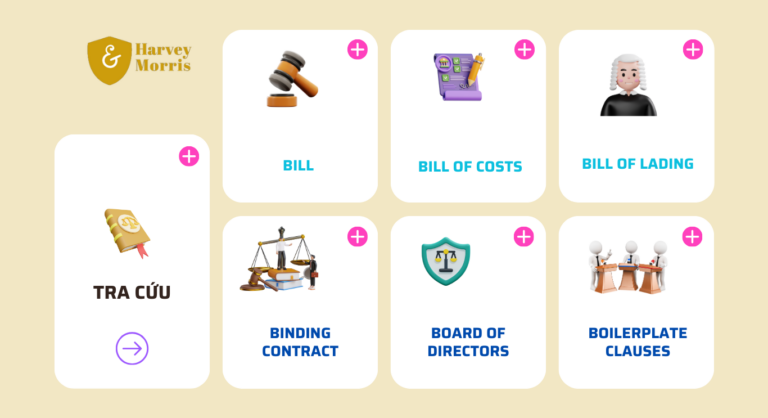 &
Harvey
Morris
BILL
BILL OF COSTS
BILL OF LADING
TRA CỨU
BINDING
CONTRACT
BOARD OF
DIRECTORS
BOILERPLATE
CLAUSES